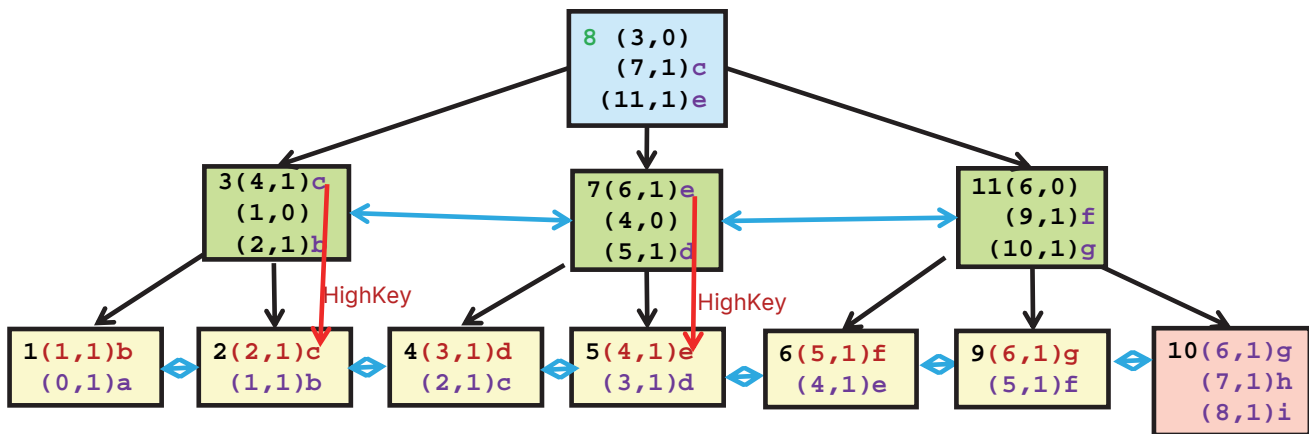 8 (3,0)
(7,1)c
(11,1)e
3(4,1)c
(1,0)
(2,1)b
7(6,1)e
(4,0)
(5,1)d
11(6,0)
(9,1)f
(10,1)g
HighKey
HighKey
1(1,1)b
(0,1)a
2(2,1)c
(1,1)b
4(3,1)d
(2,1)c
5(4,1)e
(3,1)d
6(5,1)f
(4,1)e
9(6,1)g
(5,1)f
10(6,1)g
(7,1)h
(8,1)i